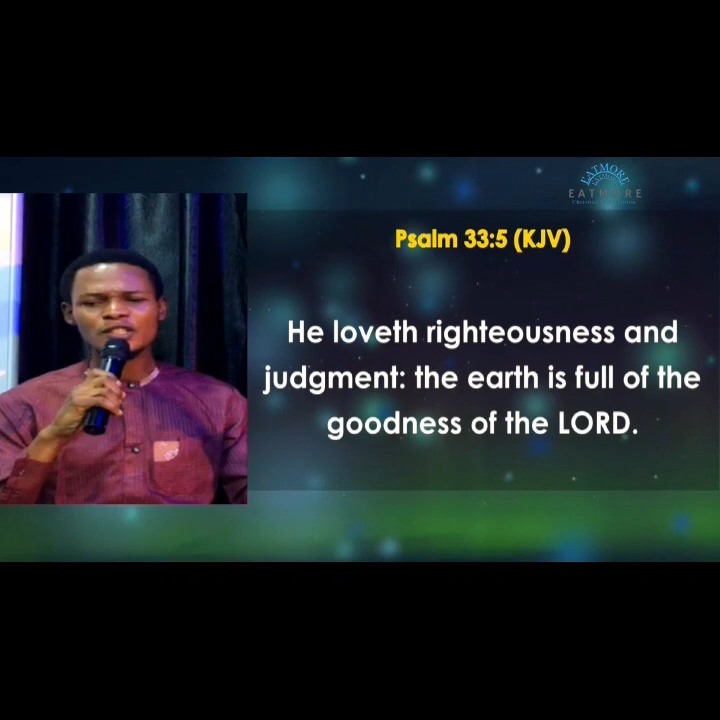 EATMORE
EATMORE
Psalm 33:5 (KJV)
He loveth righteousness and
judgment: the earth is full of the
goodness of the LORD.